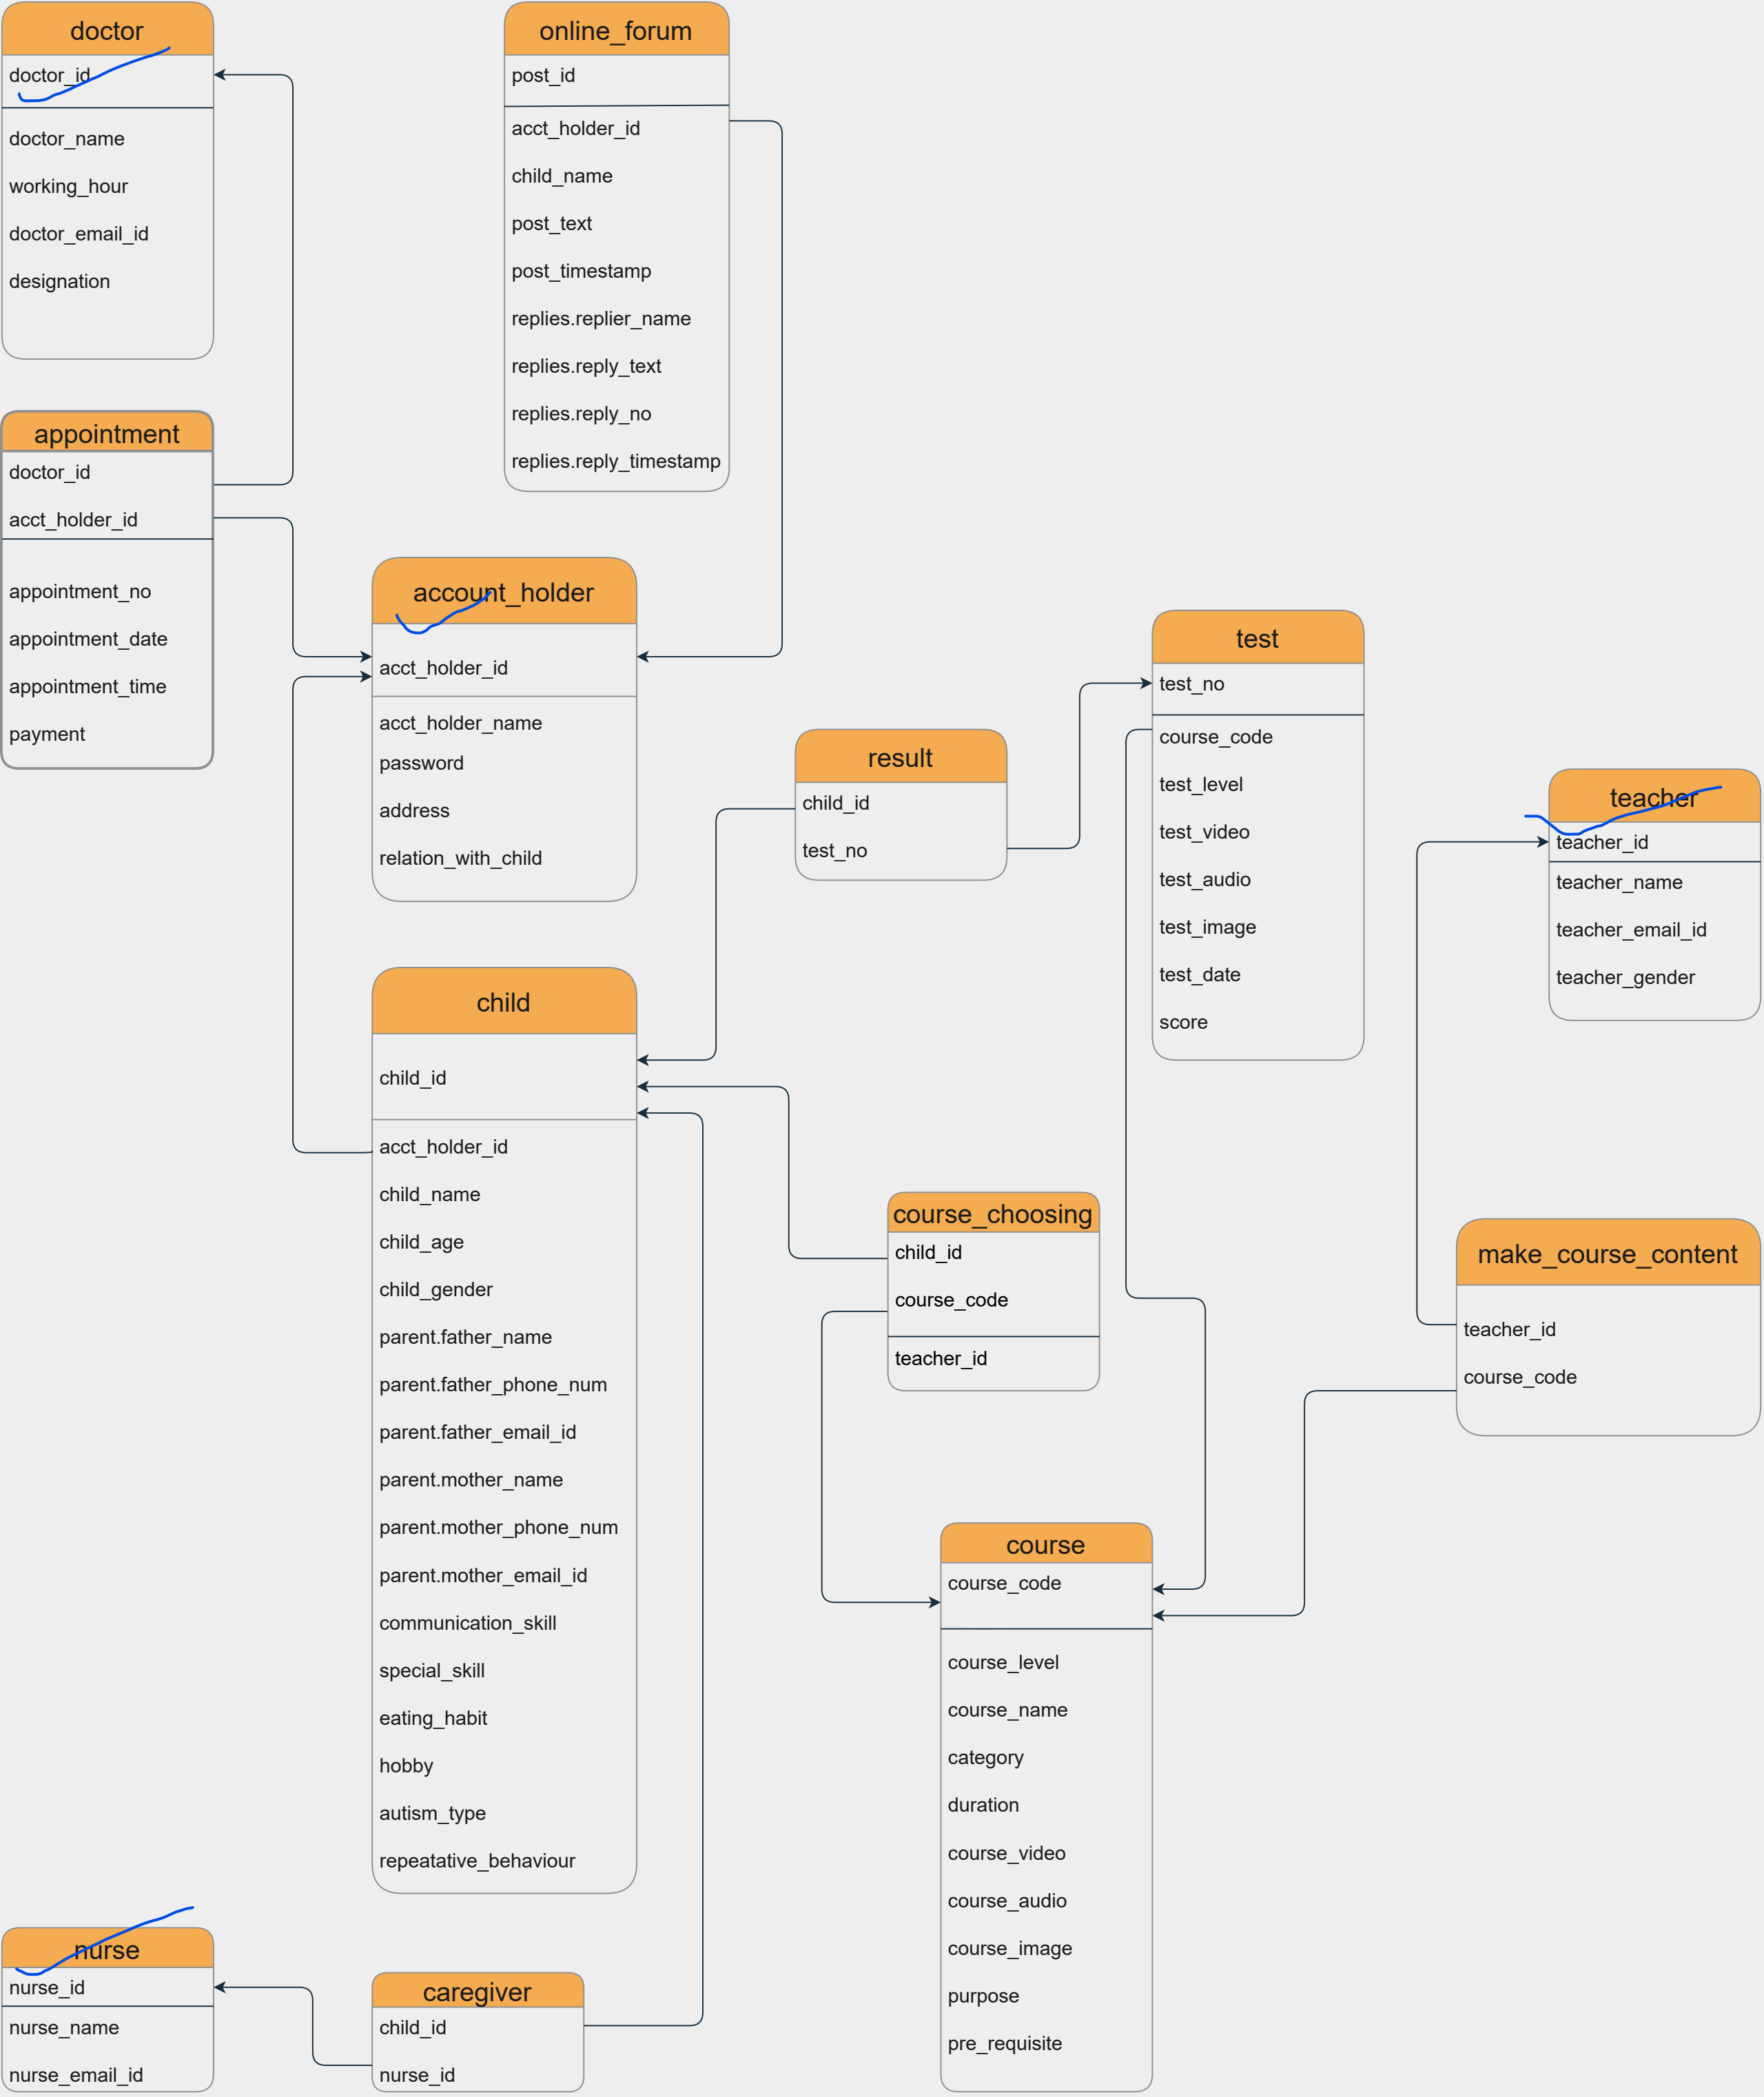 doctor
doctor_id
doctor_name
working_hour
doctor_email_id
designation
online_forum
post_id
acct_holder_id
child_name
post_text
post_timestamp
replies.replier_name
replies.reply_text
replies.reply_no
replies.reply_timestamp
appointment
doctor_id
acct_holder_id
appointment_no
appointment_date
appointment_time
payment
account_holder
acct_holder_id
acct_holder_name
password
address
relation_with_child
result
child_id
test_no
test
test_no
course_code
test_level
test_video
test_audio
test_image
test_date
score
teacher
teacher_id
teacher_name
teacher_email_id
teacher_gender
child
child_id
acct_holder_id
child_name
child_age
child_gender
parent.father_name
parent.father_phone_num
parent.father_email_id
parent.mother_name
parent.mother_phone_num
parent.mother_email_id
communication_skill
special_skill
eating_habit
hobby
autism_type
repeatative_behaviour
course_choosing
child_id
course_code
teacher_id
make_course_content
teacher_id
course_code
course
course_code
course_level
course_name
category
duration
course_video
course_audio
course_image
purpose
pre_requisite
nurse
nurse_id
nurse_name
nurse_email_id
caregiver
child_id
nurse_id